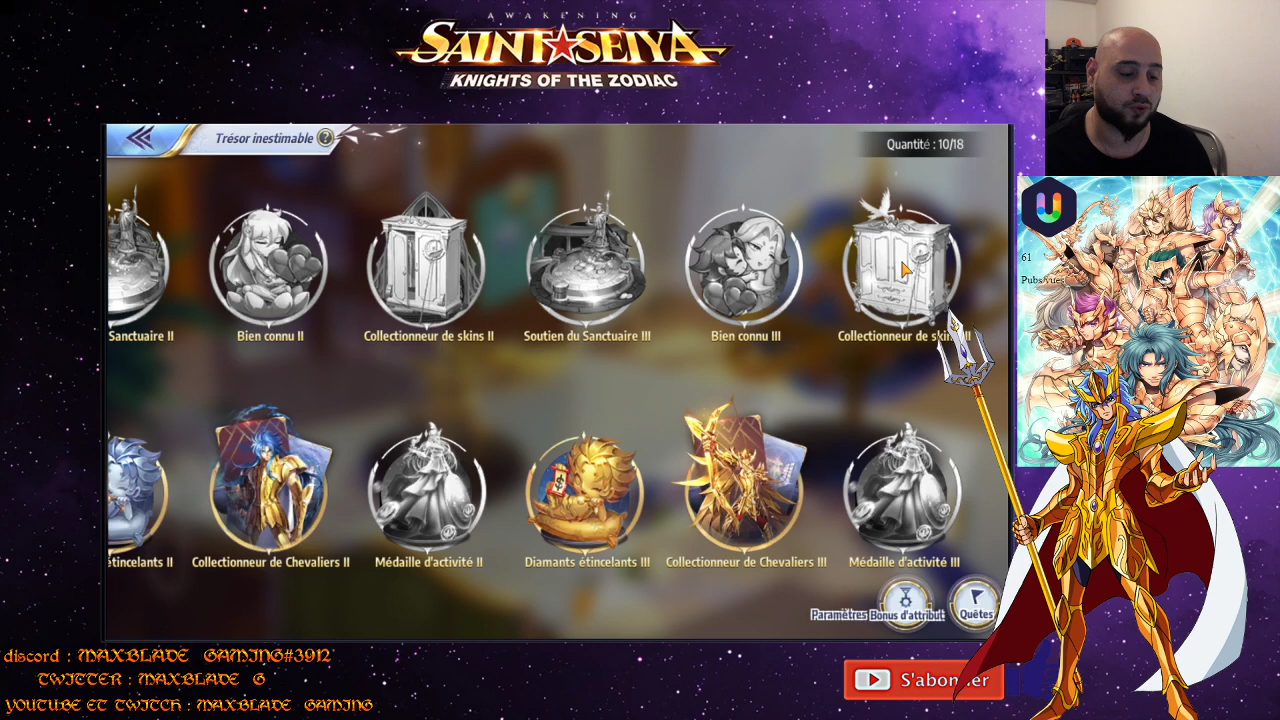 AWAKENING
SAINT SEIYA
KNIGHTS OF THE ZODIAC
Trésor inestimable ?
Quantité : 10/18
Sanctuaire II
Bien connu II
Collectionneur de skins II
Soutien du Sanctuaire III
Bien connu III
Collectionneur de
étincelants II
Collectionneur de Chevaliers II
Médaille d'activité II
Diamants étincelants III
Collectionneur de Chevaliers III
Médaille d'activité III
Paramètres Bonus d'attribut
Quêtes
61
discord : MAXBLADE GAMING#3912
TWITTER : MAXBLADE G
YOUTUBE ET TWITCH : MAXBLADE GAMING
S'abonner